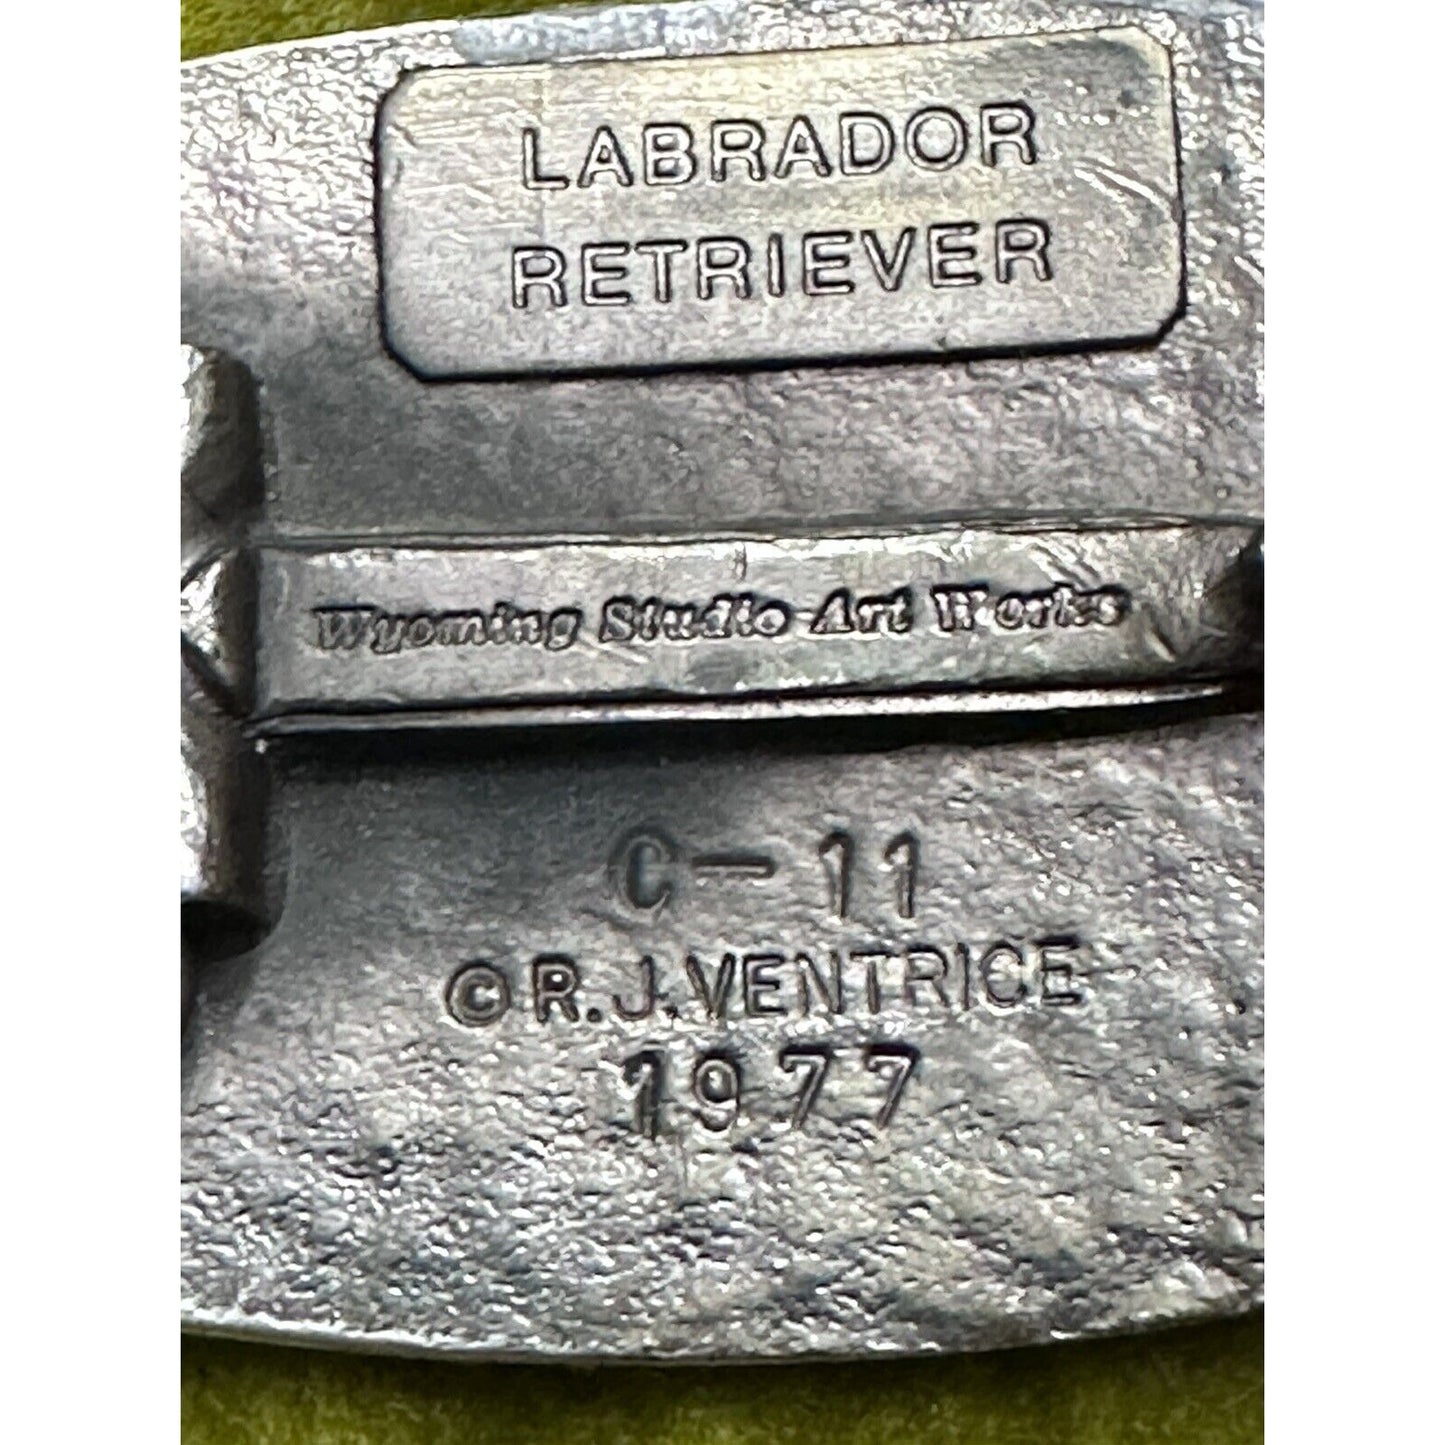 LABRADOR
RETRIEVER
Wyoming Studio Art Works
C-11
©R.J.VENTRICE
1977